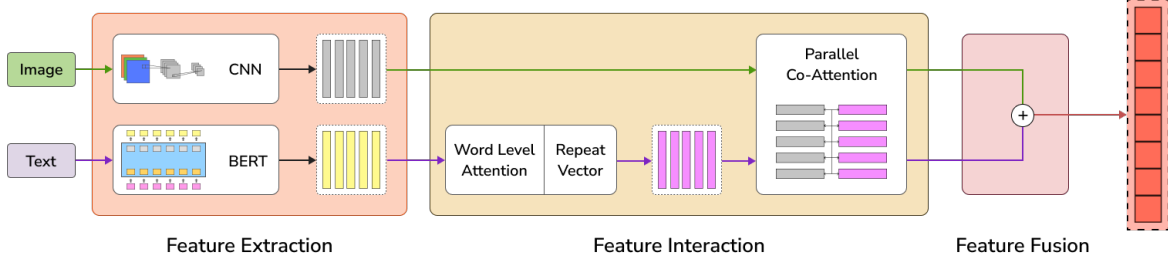 Image
CNN
Text
BERT
Word Level
Attention
Repeat
Vector
Parallel
Co-Attention
+
Feature Extraction
Feature Interaction
Feature Fusion